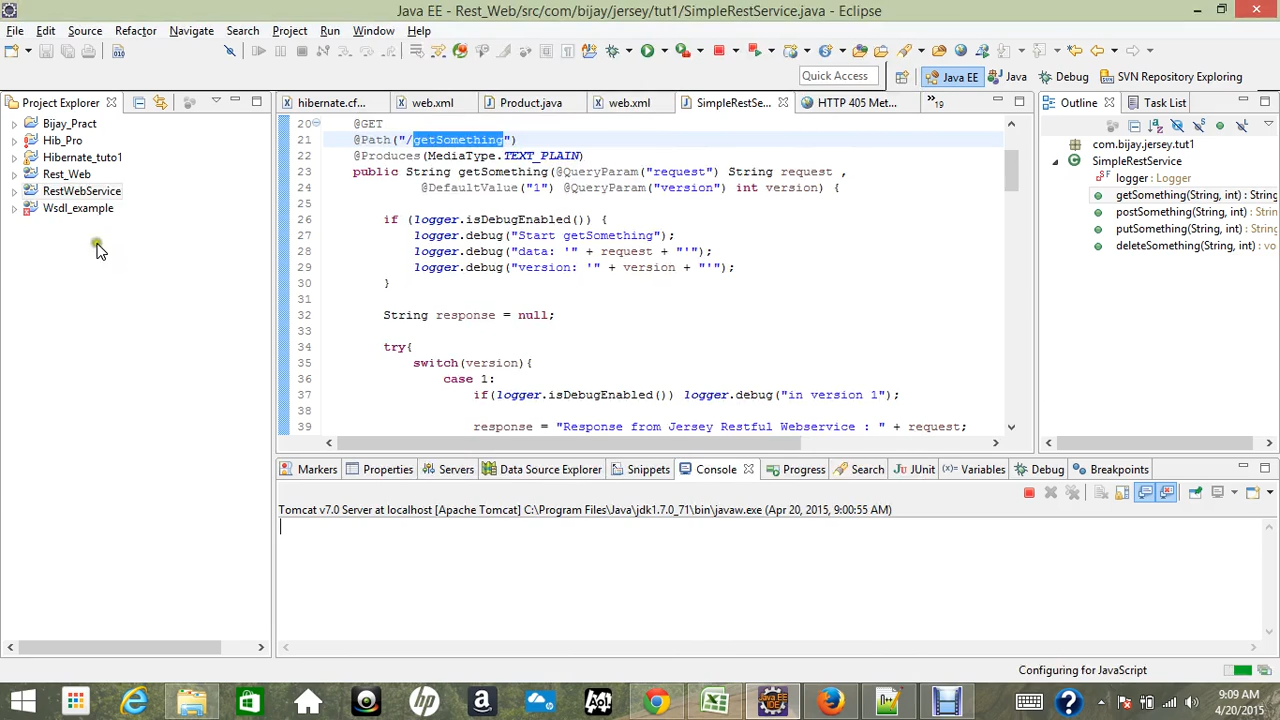 Java EE - Rest_Web/src/com/bijay/jersey/tut1/SimpleRestService.java - Eclipse
File Edit Source Refactor Navigate Search Project Run Window Help
Quick Access Java EE Java Debug SVN Repository Exploring
Project Explorer
Bijay_Pract
Hib_Pro
Hibernate_tuto1
Rest_Web
RestWebService
Wsdl_example
hibernate.cf... web.xml Product.java web.xml SimpleRestSe... HTTP 405 Met... »19
20 @GET
21 @Path("/getSomething")
22 @Produces(MediaType.TEXT_PLAIN)
23 public String getSomething(@QueryParam("request") String request ,
24 @DefaultValue("1") @QueryParam("version") int version) {
25
26 if (logger.isDebugEnabled()) {
27 logger.debug("Start getSomething");
28 logger.debug("data: '" + request + "'");
29 logger.debug("version: '" + version + "'");
30 }
31
32 String response = null;
33
34 try{
35 switch(version){
36 case 1:
37 if(logger.isDebugEnabled()) logger.debug("in version 1");
38
39 response = "Response from Jersey Restful Webservice : " + request;
Outline Task List
com.bijay.jersey.tut1
SimpleRestService
logger : Logger
getSomething(String, int) : String
postSomething(String, int) : String
putSomething(String, int) : String
deleteSomething(String, int) : vo
Markers Properties Servers Data Source Explorer Snippets Console Progress Search JUnit Variables Debug Breakpoints
Tomcat v7.0 Server at localhost [Apache Tomcat] C:\Program Files\Java\jdk1.7.0_71\bin\javaw.exe (Apr 20, 2015, 9:00:55 AM)
Configuring for JavaScript
9:09 AM
4/20/2015